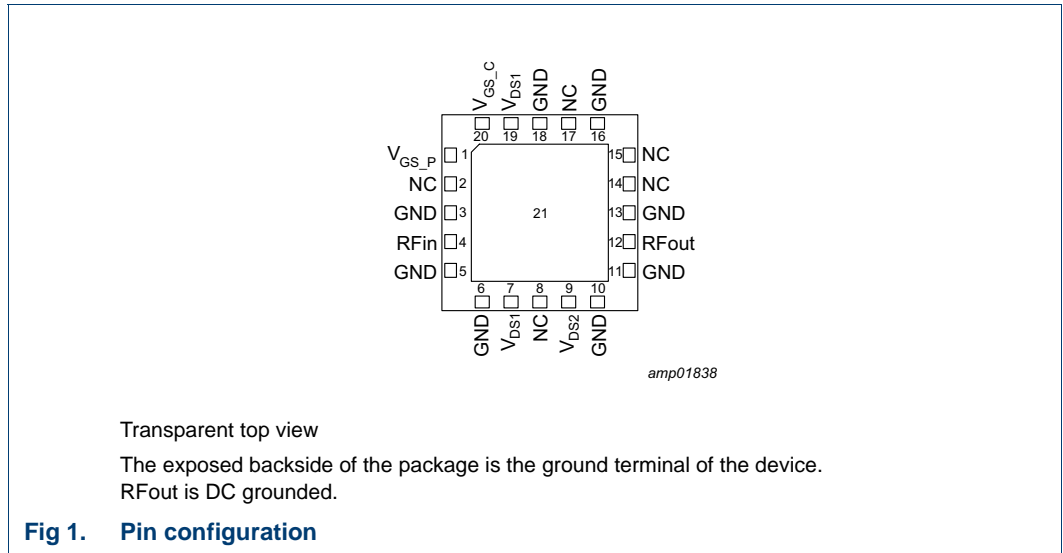 V_GS_C V_DS1 GND NC GND
20 19 18 17 16
V_GS_P 1
NC 2
GND 3
RFin 4
GND 5
21
15 NC
14 NC
13 GND
12 RFout
11 GND
6 7 8 9 10
GND V_DS1 NC V_DS2 GND
amp01838
Transparent top view
The exposed backside of the package is the ground terminal of the device.
RFout is DC grounded.
Fig 1. Pin configuration